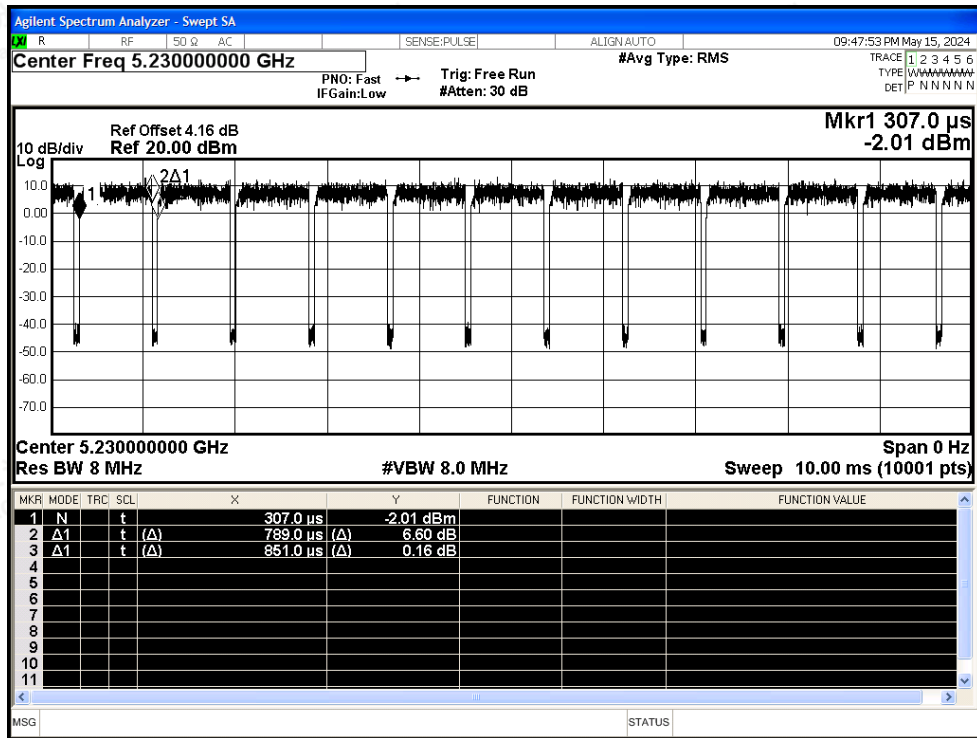 Agilent Spectrum Analyzer - Swept SA
LXI R RF 50 Ω AC SENSE:PULSE ALIGN AUTO 09:47:53 PM May 15, 2024
Center Freq 5.230000000 GHz
PNO: Fast
IFGain:Low
Trig: Free Run
#Atten: 30 dB
#Avg Type: RMS
TRACE 1 2 3 4 5 6
TYPE WWWWWW
DET P N N N N N
Ref Offset 4.16 dB
10 dB/div Ref 20.00 dBm
Log
Mkr1 307.0 µs
-2.01 dBm
10.0
0.00
-10.0
-20.0
-30.0
-40.0
-50.0
-60.0
-70.0
1
2Δ1
Center 5.230000000 GHz Span 0 Hz
Res BW 8 MHz #VBW 8.0 MHz Sweep 10.00 ms (10001 pts)
MKR MODE TRC SCL X Y FUNCTION FUNCTION WIDTH FUNCTION VALUE
1 N t 307.0 µs -2.01 dBm
2 Δ1 t (Δ) 789.0 µs (Δ) 6.60 dB
3 Δ1 t (Δ) 851.0 µs (Δ) 0.16 dB
4
5
6
7
8
9
10
11
MSG STATUS